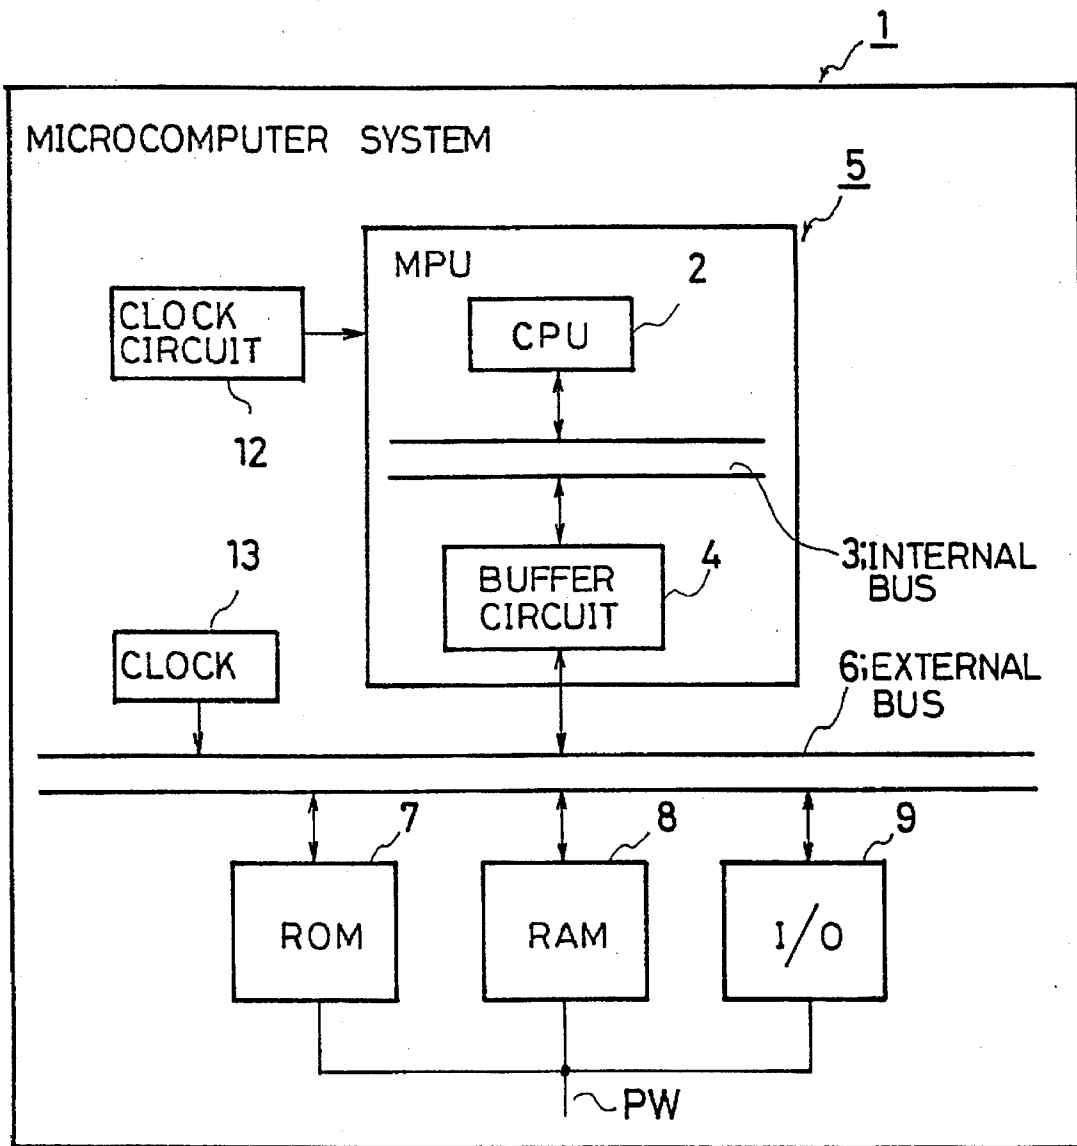 1
MICROCOMPUTER SYSTEM
5
MPU
2
CLOCK
CIRCUIT
CPU
12
3;INTERNAL
BUS
13
BUFFER
CIRCUIT
4
CLOCK
6;EXTERNAL
BUS
7
8
9
ROM
RAM
I/O
PW